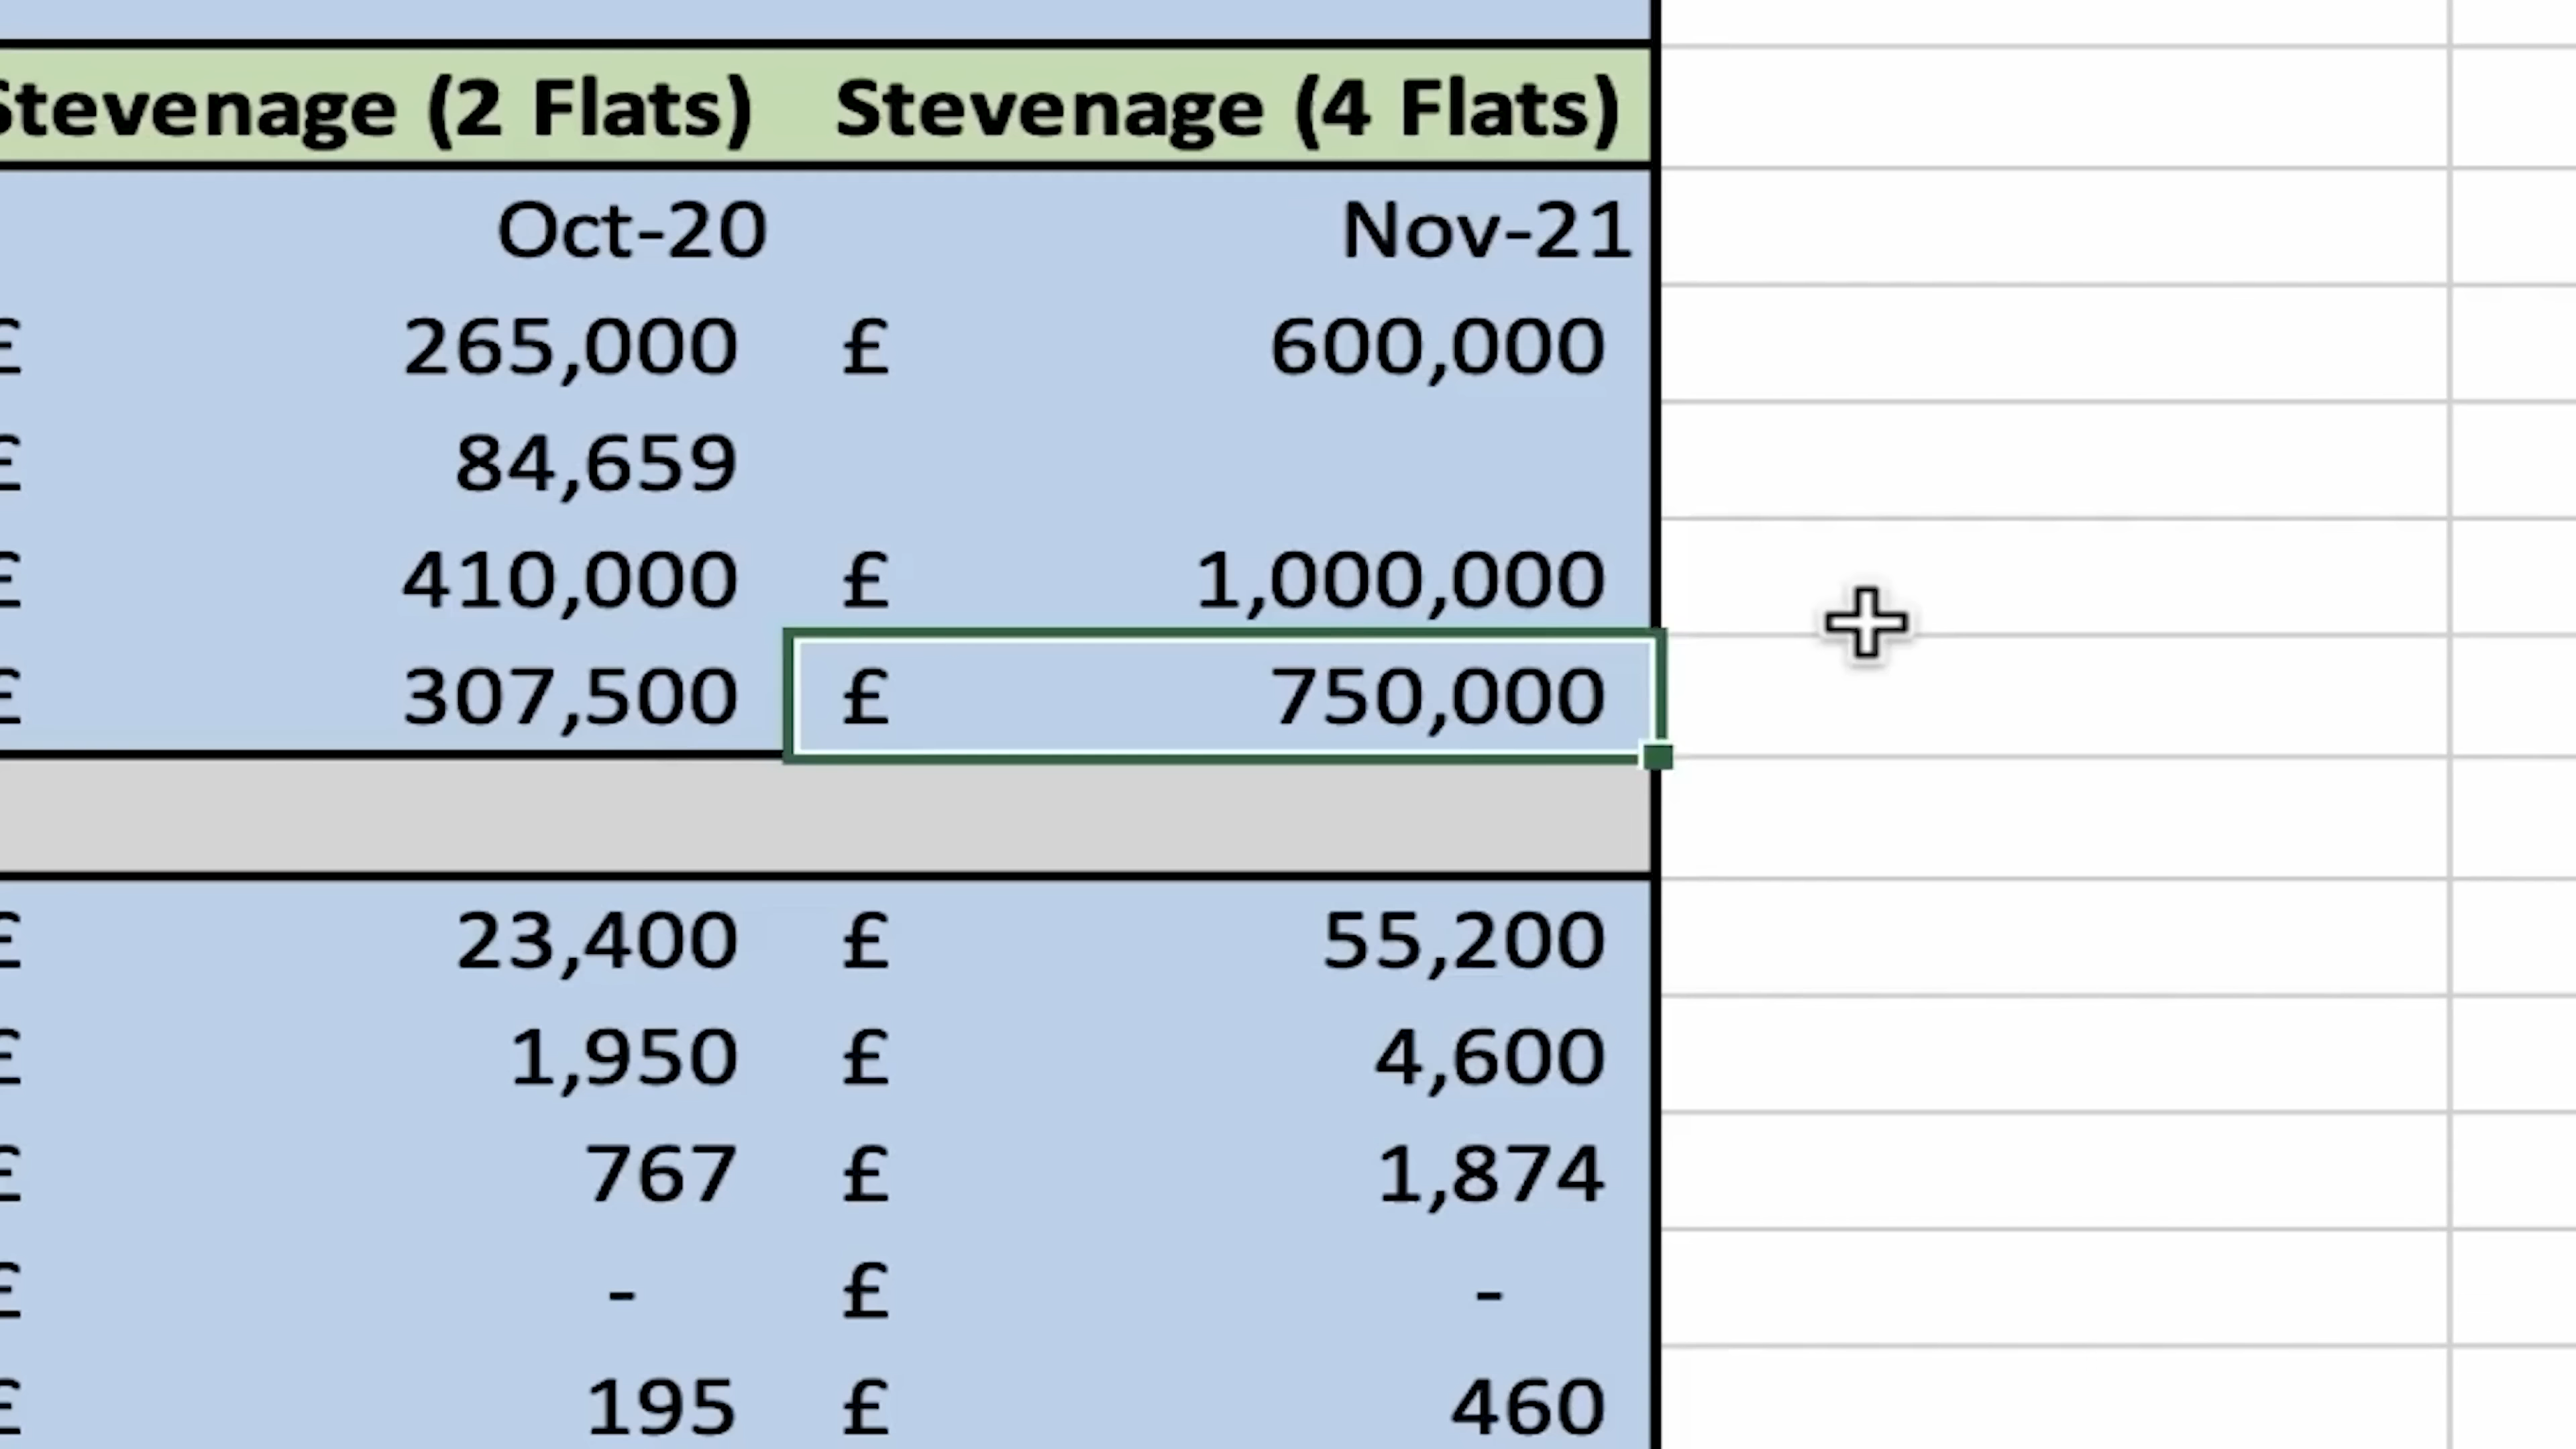 Stevenage (2 Flats) Stevenage (4 Flats)
Oct-20 Nov-21
£ 265,000 £ 600,000
£ 84,659
£ 410,000 £ 1,000,000
£ 307,500 £ 750,000
£ 23,400 £ 55,200
£ 1,950 £ 4,600
£ 767 £ 1,874
£ - £ -
£ 195 £ 460